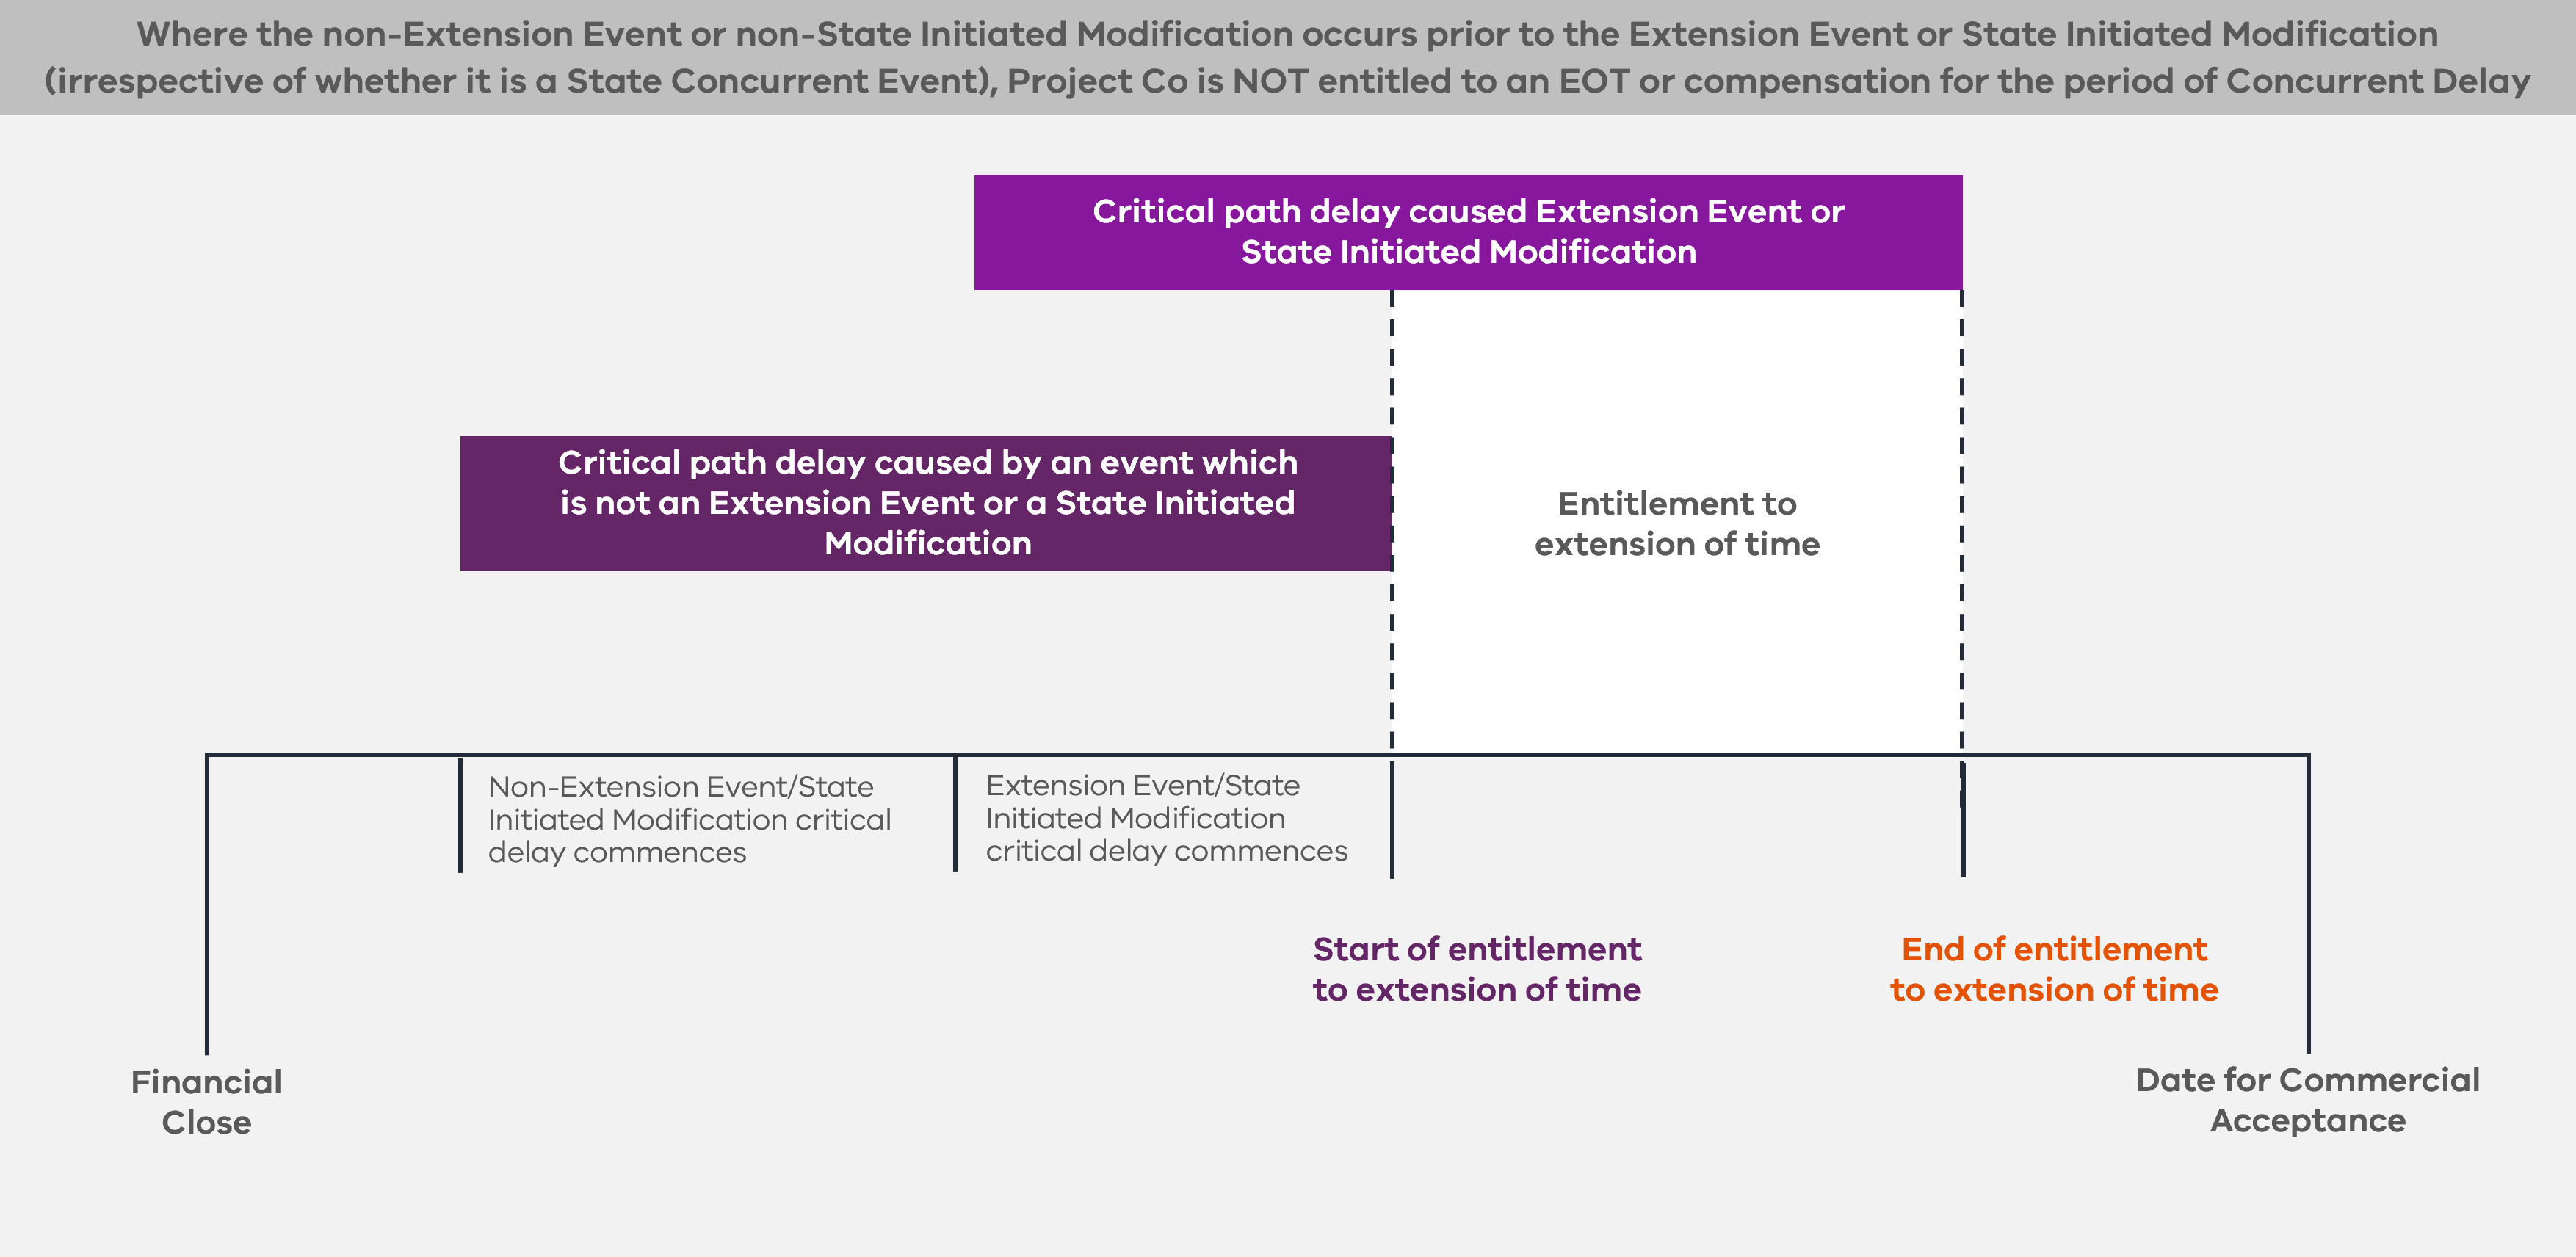 Where the non-Extension Event or non-State Initiated Modification occurs prior to the Extension Event or State Initiated Modification
(irrespective of whether it is a State Concurrent Event), Project Co is NOT entitled to an EOT or compensation for the period of Concurrent Delay
Critical path delay caused Extension Event or
State Initiated Modification
Critical path delay caused by an event which
is not an Extension Event or a State Initiated
Modification
Entitlement to
extension of time
Non-Extension Event/State
Initiated Modification critical
delay commences
Extension Event/State
Initiated Modification
critical delay commences
Start of entitlement
to extension of time
End of entitlement
to extension of time
Financial
Close
Date for Commercial
Acceptance